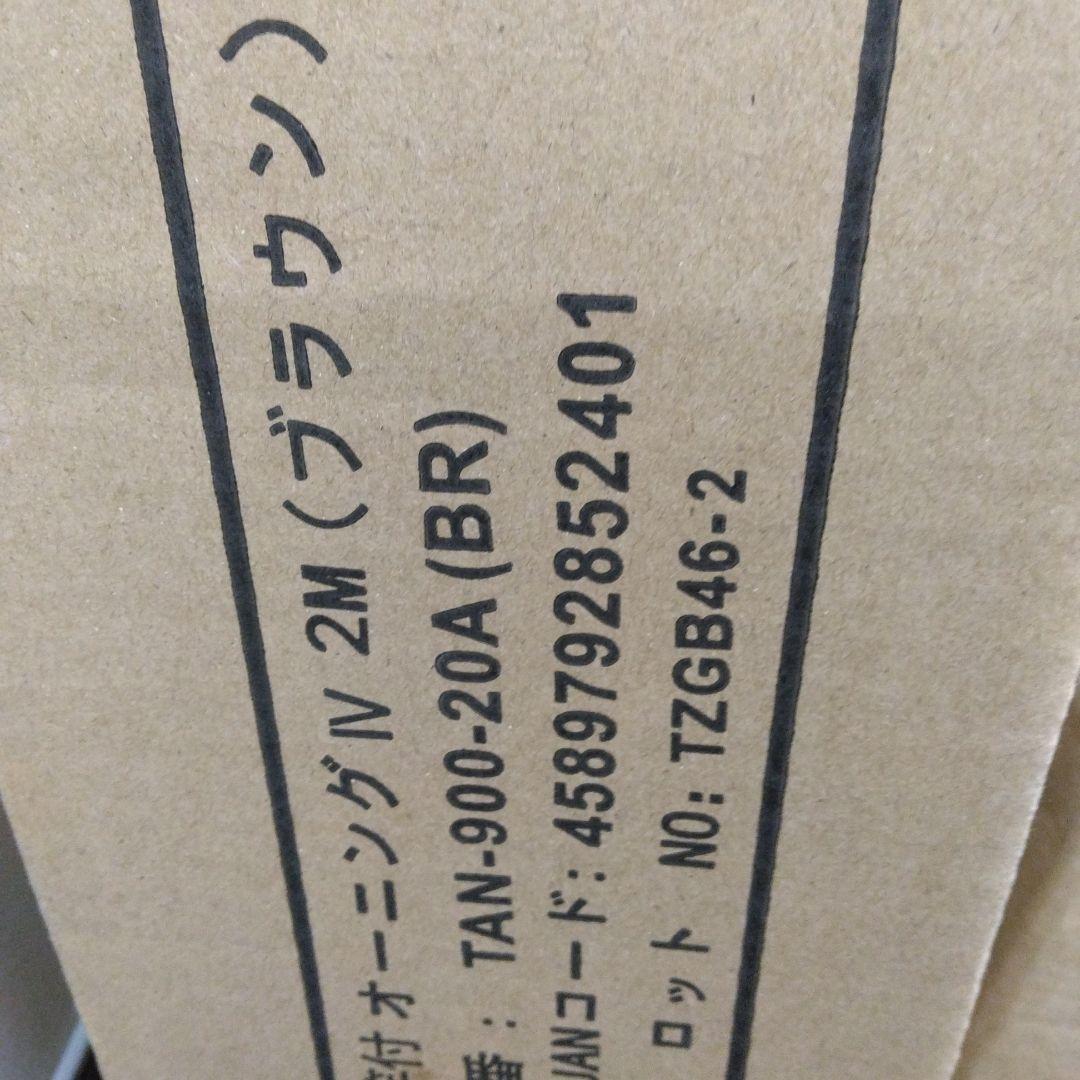 付オーニングⅣ 2M(ブラウン)
番: TAN-900-20A(BR)
JANコード:4589792852401
ロット NO:TZGB46-2